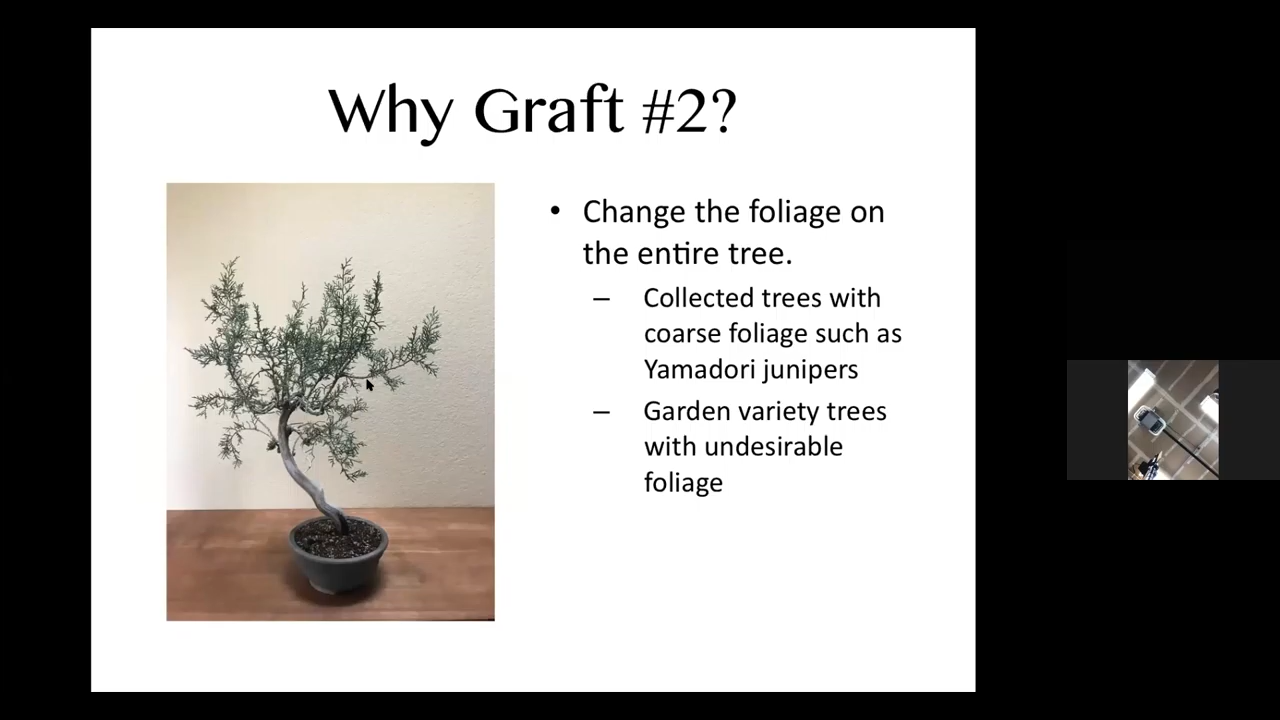 Why Graft #2?
• Change the foliage on
the entire tree.
– Collected trees with
coarse foliage such as
Yamadori junipers
– Garden variety trees
with undesirable
foliage